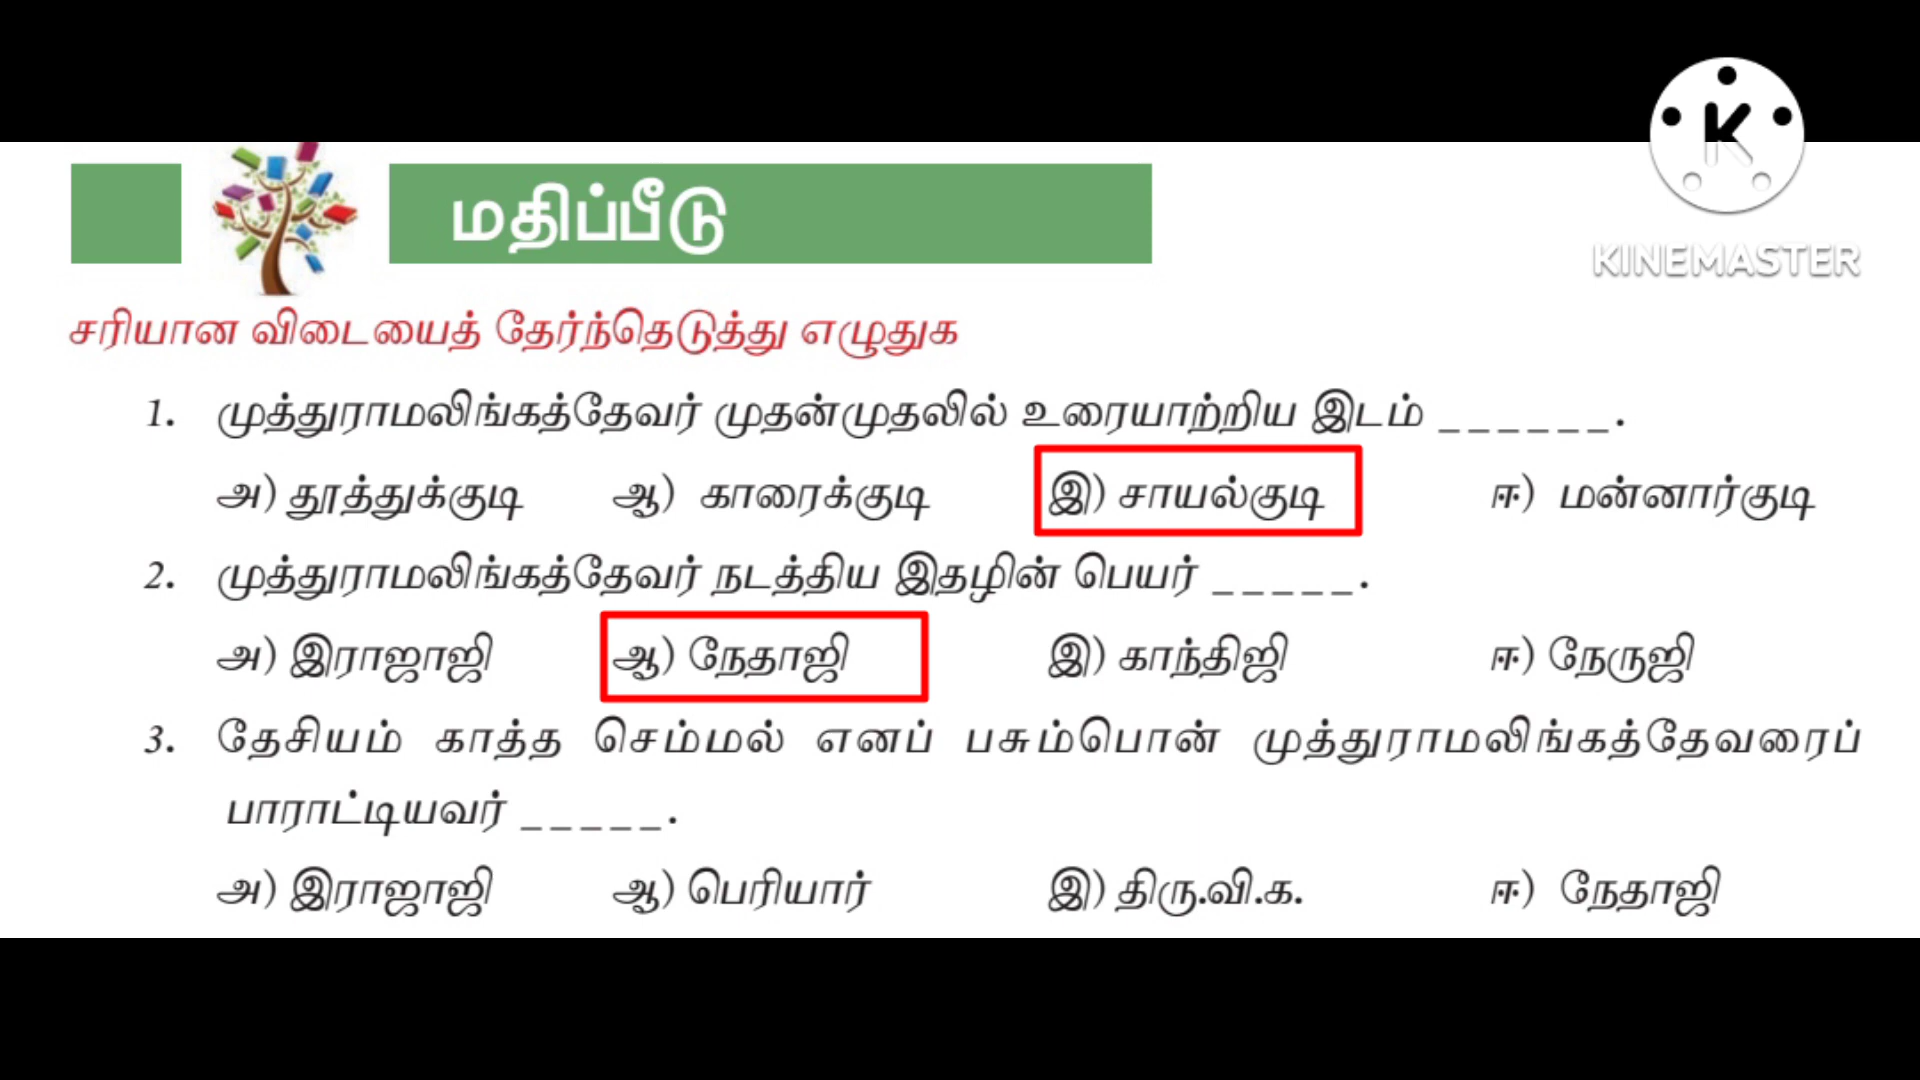 K
KINEMASTER
மதிப்பீடு
சரியான விடையைத் தேர்ந்தெடுத்து எழுதுக
1. முத்துராமலிங்கத்தேவர் முதன்முதலில் உரையாற்றிய இடம் ______.
அ) தூத்துக்குடி ஆ) காரைக்குடி இ) சாயல்குடி ஈ) மன்னார்குடி
2. முத்துராமலிங்கத்தேவர் நடத்திய இதழின் பெயர் _____.
அ) இராஜாஜி ஆ) நேதாஜி இ) காந்திஜி ஈ) நேருஜி
3. தேசியம் காத்த செம்மல் எனப் பசும்பொன் முத்துராமலிங்கத்தேவரைப்
பாராட்டியவர் _____.
அ) இராஜாஜி ஆ) பெரியார் இ) திரு.வி.க. ஈ) நேதாஜி